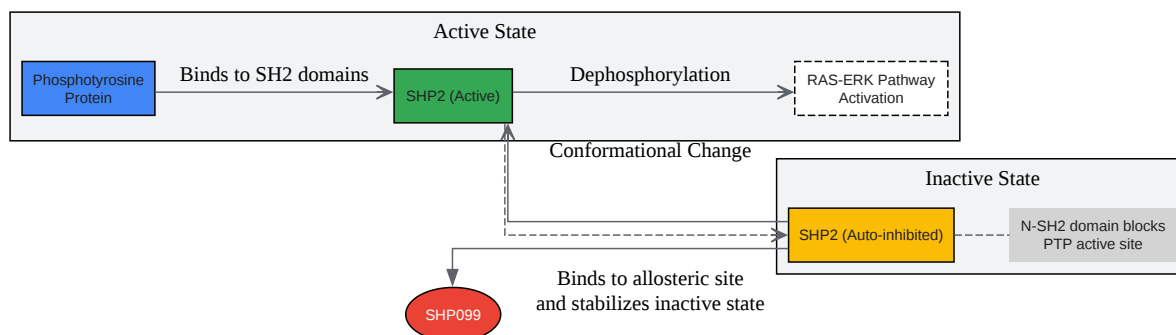 Active State
Phosphotyrosine
Protein
Binds to SH2 domains
SHP2 (Active)
Dephosphorylation
RAS-ERK Pathway
Activation
Conformational Change
Inactive State
SHP2 (Auto-inhibited)
N-SH2 domain blocks
PTP active site
Binds to allosteric site
and stabilizes inactive state
SHP099